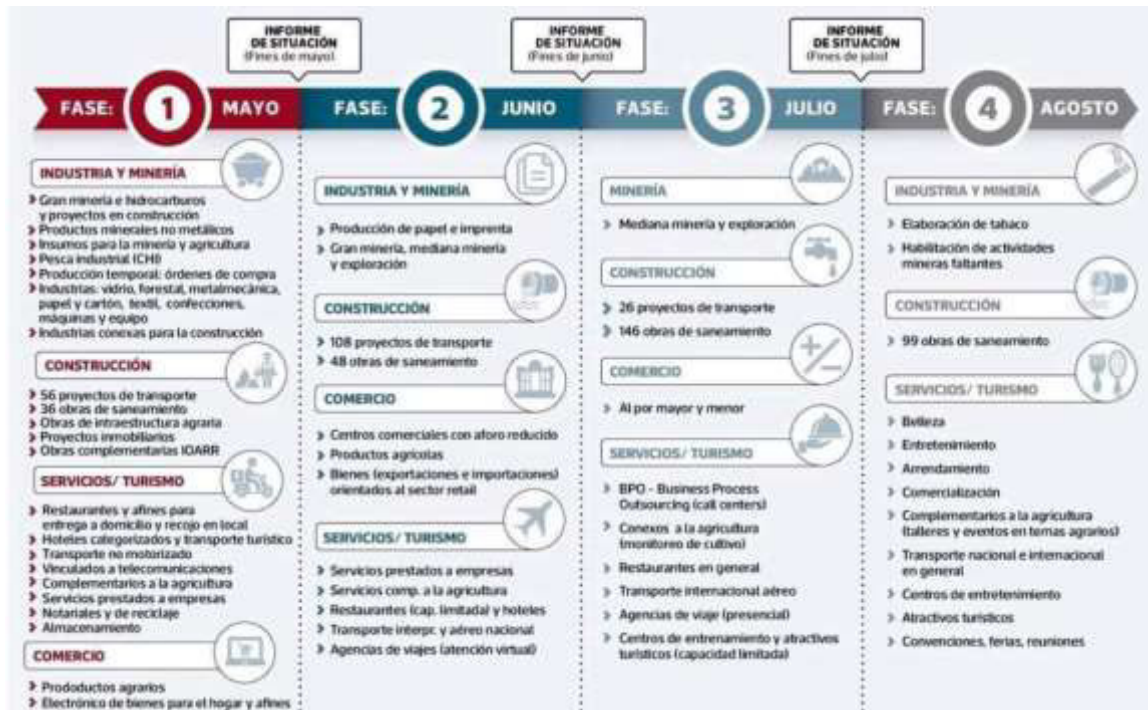 INFORME
DE SITUACIÓN
(Fines de mayo)
INFORME
DE SITUACIÓN
(Fines de junio)
INFORME
DE SITUACIÓN
(Fines de julio)
FASE: 1 MAYO
FASE: 2 JUNIO
FASE: 3 JULIO
FASE: 4 AGOSTO
INDUSTRIA Y MINERÍA
Gran minería e hidrocarburos
y proyectos en construcción
Productos minerales no metálicos
Insumos para la minería y agricultura
Pesca industrial (CHI)
Producción temporal: órdenes de compra
Industrias: vidrio, forestal, metalmecánica,
papel y cartón, textil, confecciones,
máquinas y equipo
Industrias conexas para la construcción
CONSTRUCCIÓN
56 proyectos de transporte
36 obras de saneamiento
Obras de intraestructura agraria
Proyectos inmobiliarios
Obras complementarias IOARR
SERVICIOS/ TURISMO
Restaurantes y afines para
entrega a domicilio y recojo en local
Hoteles categorizados y transporte turístico
Transporte no motorizado
Vinculados a telecomunicaciones
Complementarios a la agricultura
Servicios prestados a empresas
Notariales y de reciclaje
Almacenamiento
COMERCIO
Prodoductos agrarios
Electrónico de bienes para el hogar y afines
INDUSTRIA Y MINERÍA
Producción de papel e imprenta
Gran minería, mediana minería
y exploración
CONSTRUCCIÓN
108 proyectos de transporte
48 obras de saneamiento
COMERCIO
Centros comerciales con aforo reducido
Productos agrícolas
Bienes (exportaciones e importaciones)
orientados al sector retail
SERVICIOS/ TURISMO
Servicios prestados a empresas
Servicios comp. a la agricultura
Restaurantes (cap. limitada) y hoteles
Transporte interpr. y aéreo nacional
Agencias de viajes (atención virtual)
MINERÍA
Mediana minería y exploración
CONSTRUCCIÓN
26 proyectos de transporte
146 obras de saneamiento
COMERCIO
Al por mayor y menor
SERVICIOS/ TURISMO
BPO - Business Process
Outsourcing (call centers)
Conexos a la agricultura
(monitoreo de cultivo)
Restaurantes en general
Transporte internacional aéreo
Agencias de viaje (presencial)
Centros de entrenamiento y atractivos
turísticos (capacidad limitada)
INDUSTRIA Y MINERÍA
Elaboración de tabaco
Habilitación de actividades
mineras faltantes
CONSTRUCCIÓN
99 obras de saneamiento
SERVICIOS/ TURISMO
Belleza
Entretenimiento
Arrendamiento
Comercialización
Complementarios a la agricultura
(talleres y eventos en temas agrarios)
Transporte nacional e internacional
en general
Centros de entretenimiento
Atractivos turísticos
Convenciones, ferias, reuniones